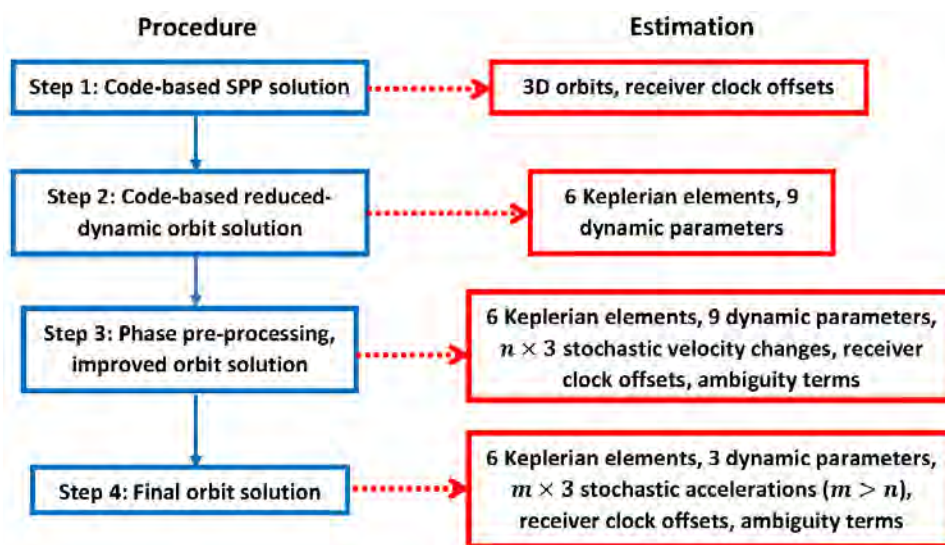 Procedure
Estimation
Step 1: Code-based SPP solution
3D orbits, receiver clock offsets
Step 2: Code-based reduced-
dynamic orbit solution
6 Keplerian elements, 9
dynamic parameters
Step 3: Phase pre-processing,
improved orbit solution
6 Keplerian elements, 9 dynamic parameters,
n × 3 stochastic velocity changes, receiver
clock offsets, ambiguity terms
Step 4: Final orbit solution
6 Keplerian elements, 3 dynamic parameters,
m × 3 stochastic accelerations (m > n),
receiver clock offsets, ambiguity terms